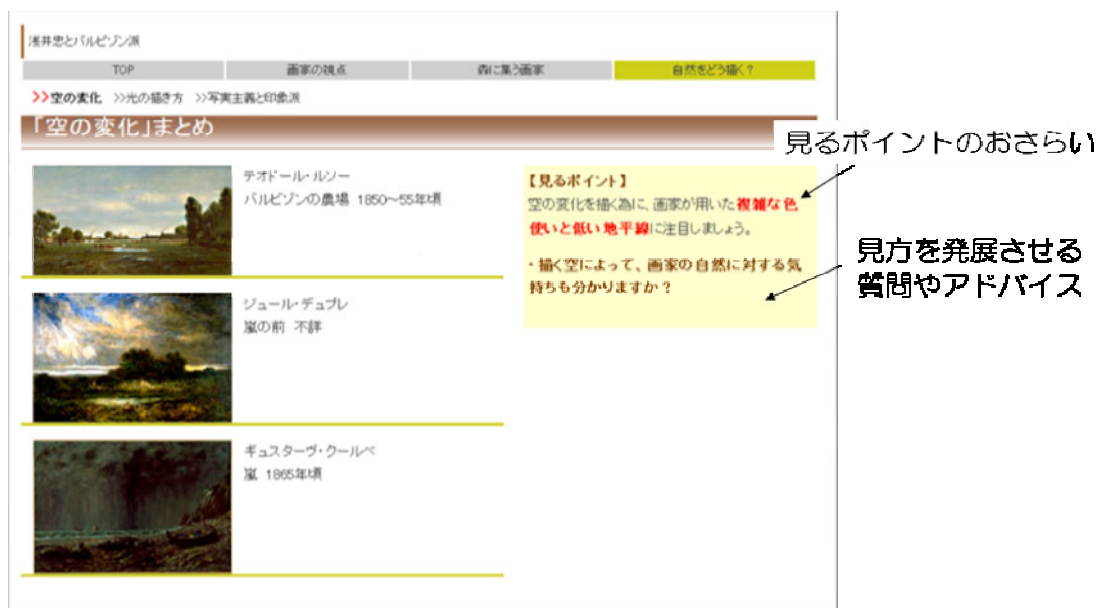 浅井忠とバルビゾン派
TOP 画家の視点 森に集う画家 自然をどう描く?
>>空の変化 >>光の描き方 >>写実主義と印象派
「空の変化」まとめ
見るポイントのおさらい
テオドール・ルソー
バルビゾンの農場 1850～55年頃
【見るポイント】
空の変化を描く為に、画家が用いた複雑な色
使いと低い地平線に注目しましょう。
・描く空によって、画家の自然に対する気
持ちも分かりますか?
見方を発展させる
質問やアドバイス
ジュール・デュプレ
嵐の前 不詳
ギュスターヴ・クールベ
嵐 1865年頃